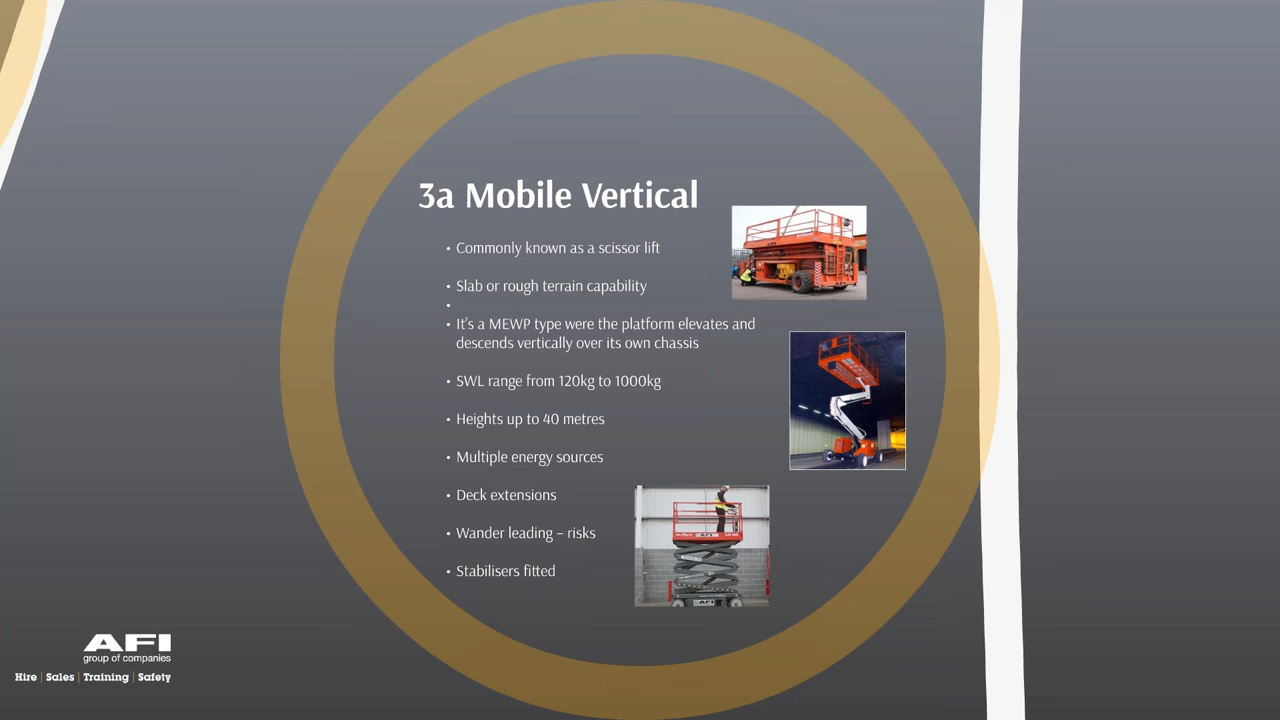 3a Mobile Vertical
• Commonly known as a scissor lift
• Slab or rough terrain capability
•
• It's a MEWP type were the platform elevates and
descends vertically over its own chassis
• SWL range from 120kg to 1000kg
• Heights up to 40 metres
• Multiple energy sources
• Deck extensions
• Wander leading – risks
• Stabilisers fitted
AFI
AFI
AFI
group of companies
Hire | Sales | Training | Safety